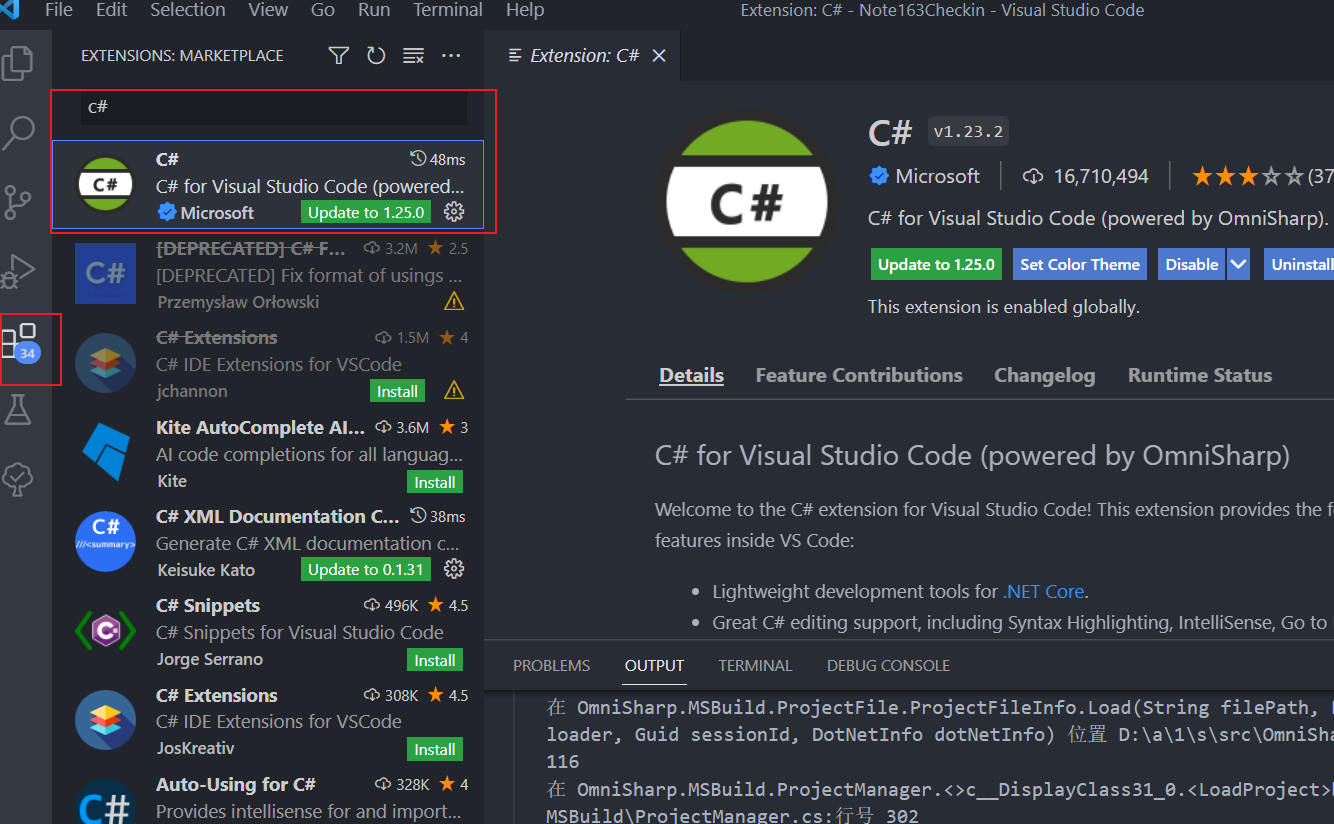 File Edit Selection View Go Run Terminal Help
Extension: C# - Note163Checkin - Visual Studio Code
EXTENSIONS: MARKETPLACE
c#
C# 48ms
C# for Visual Studio Code (powered...
Microsoft Update to 1.25.0
[DEPRECATED] C# F... 3.2M 2.5
[DEPRECATED] Fix format of usings ...
Przemysław Orłowski
C# Extensions 1.5M 4
C# IDE Extensions for VSCode
jchannon Install
34
Kite AutoComplete AI... 3.6M 3
AI code completions for all languag...
Kite Install
C# XML Documentation C... 38ms
Generate C# XML documentation c...
Keisuke Kato Update to 0.1.31
C#
///<summary>
C# Snippets 496K 4.5
C# Snippets for Visual Studio Code
Jorge Serrano Install
C# Extensions 308K 4.5
C# IDE Extensions for VSCode
JosKreativ Install
Auto-Using for C# 328K 4
Provides intellisense for and import...
C#
Extension: C#
C#
C# v1.23.2
Microsoft 16,710,494 (37
C# for Visual Studio Code (powered by OmniSharp).
Update to 1.25.0 Set Color Theme Disable Uninstall
This extension is enabled globally.
Details Feature Contributions Changelog Runtime Status
C# for Visual Studio Code (powered by OmniSharp)
Welcome to the C# extension for Visual Studio Code! This extension provides the
features inside VS Code:
Lightweight development tools for .NET Core.
Great C# editing support, including Syntax Highlighting, IntelliSense, Go to
PROBLEMS OUTPUT TERMINAL DEBUG CONSOLE
在 OmniSharp.MSBuild.ProjectFile.ProjectFileInfo.Load(String filePath,
loader, Guid sessionId, DotNetInfo dotNetInfo) 位置 D:\a\1\s\src\OmniSha
116
在 OmniSharp.MSBuild.ProjectManager.<>c__DisplayClass31_0.<LoadProject>
MSBuild\ProjectManager.cs:行号 302